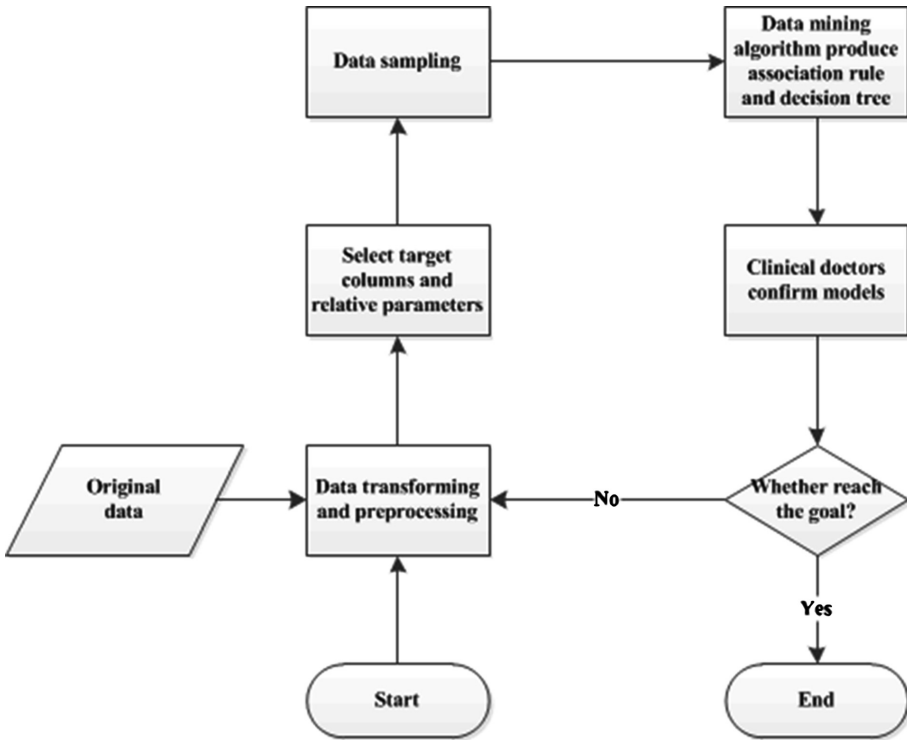 Data sampling
Data mining
algorithm produce
association rule
and decision tree
Select target
columns and
relative parameters
Clinical doctors
confirm models
Original
data
Data transforming
and preprocessing
No
Whether reach
the goal?
Yes
Start
End